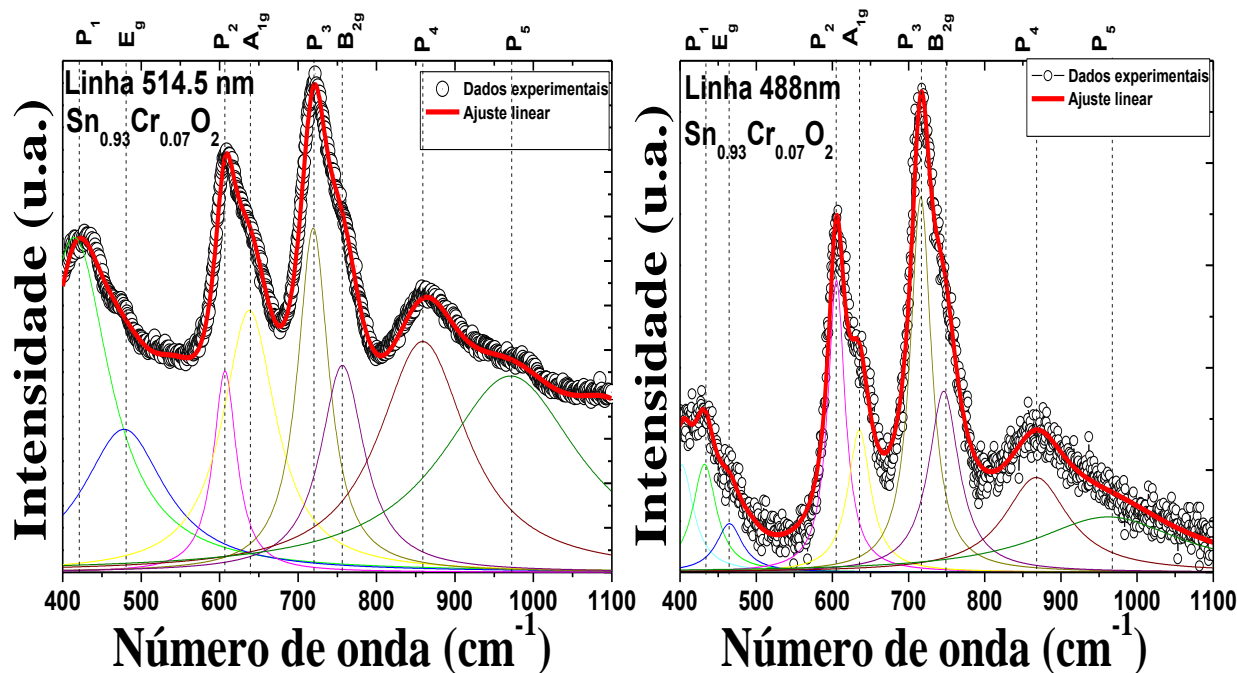 P1 Eg P2 A1g P3 B2g P4 P5
Linha 514.5 nm
Sn0.93Cr0.07O2
Dados experimentais
Ajuste linear
Intensidade (u.a.)
400 500 600 700 800 900 1000 1100
Número de onda (cm-1)
P1 Eg P2 A1g P3 B2g P4 P5
Linha 488nm
Sn0.93Cr0.07O2
Dados experimentais
Ajuste linear
Intensidade (u.a.)
400 500 600 700 800 900 1000 1100
Número de onda (cm-1)